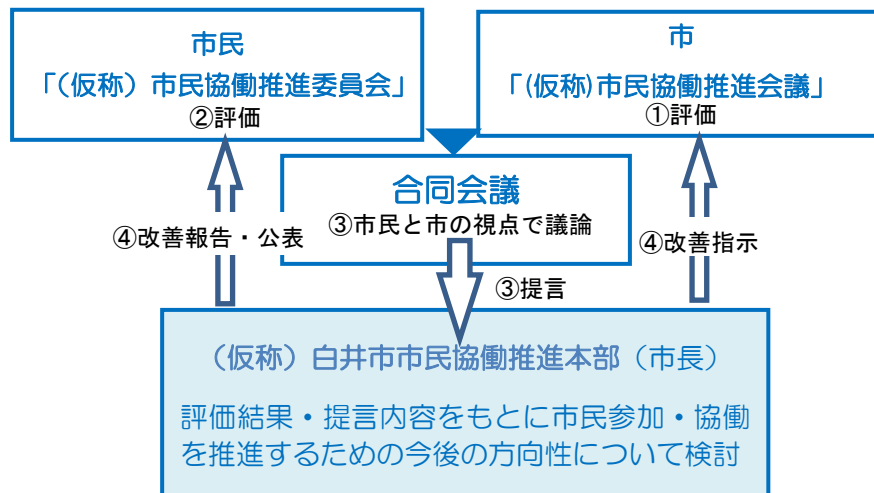 市民
「（仮称）市民協働推進委員会」
②評価
市
「(仮称)市民協働推進会議」
①評価
合同会議
③市民と市の視点で議論
④改善報告・公表
④改善指示
③提言
（仮称）白井市市民協働推進本部（市長）
評価結果・提言内容をもとに市民参加・協働
を推進するための今後の方向性について検討